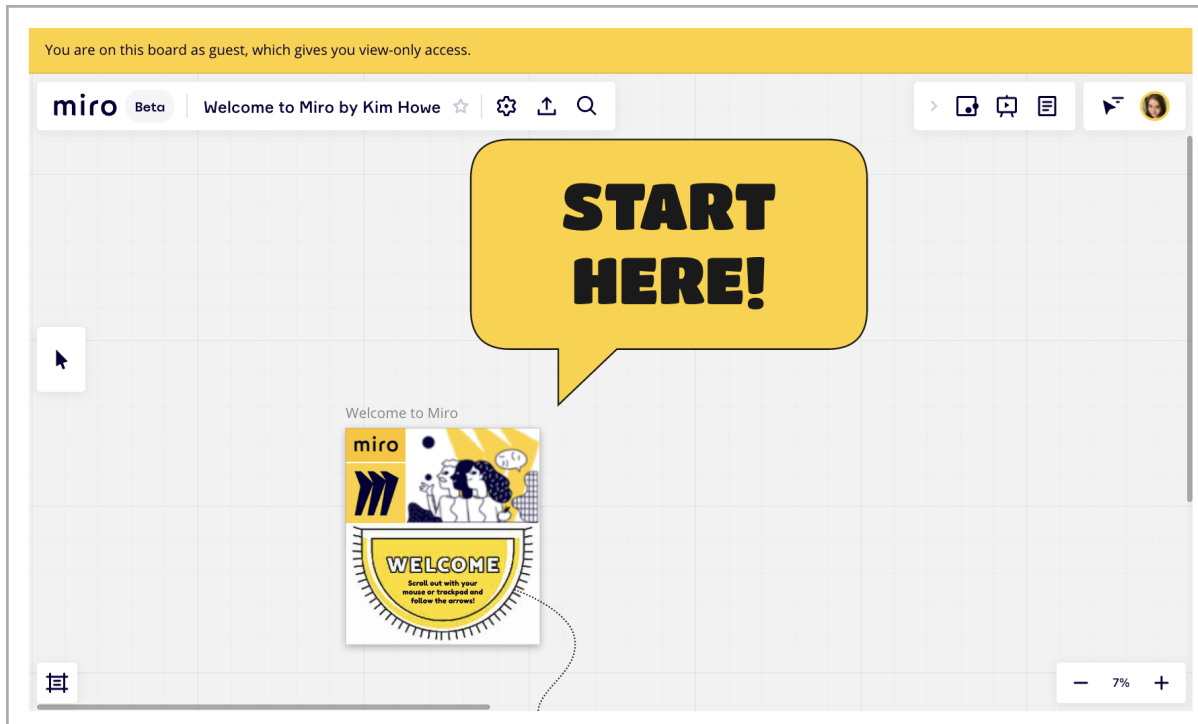 You are on this board as guest, which gives you view-only access.
miro Beta Welcome to Miro by Kim Howe
START
HERE!
Welcome to Miro
miro
WELCOME
Scroll out with your
mouse or trackpad and
follow the arrows!
7%